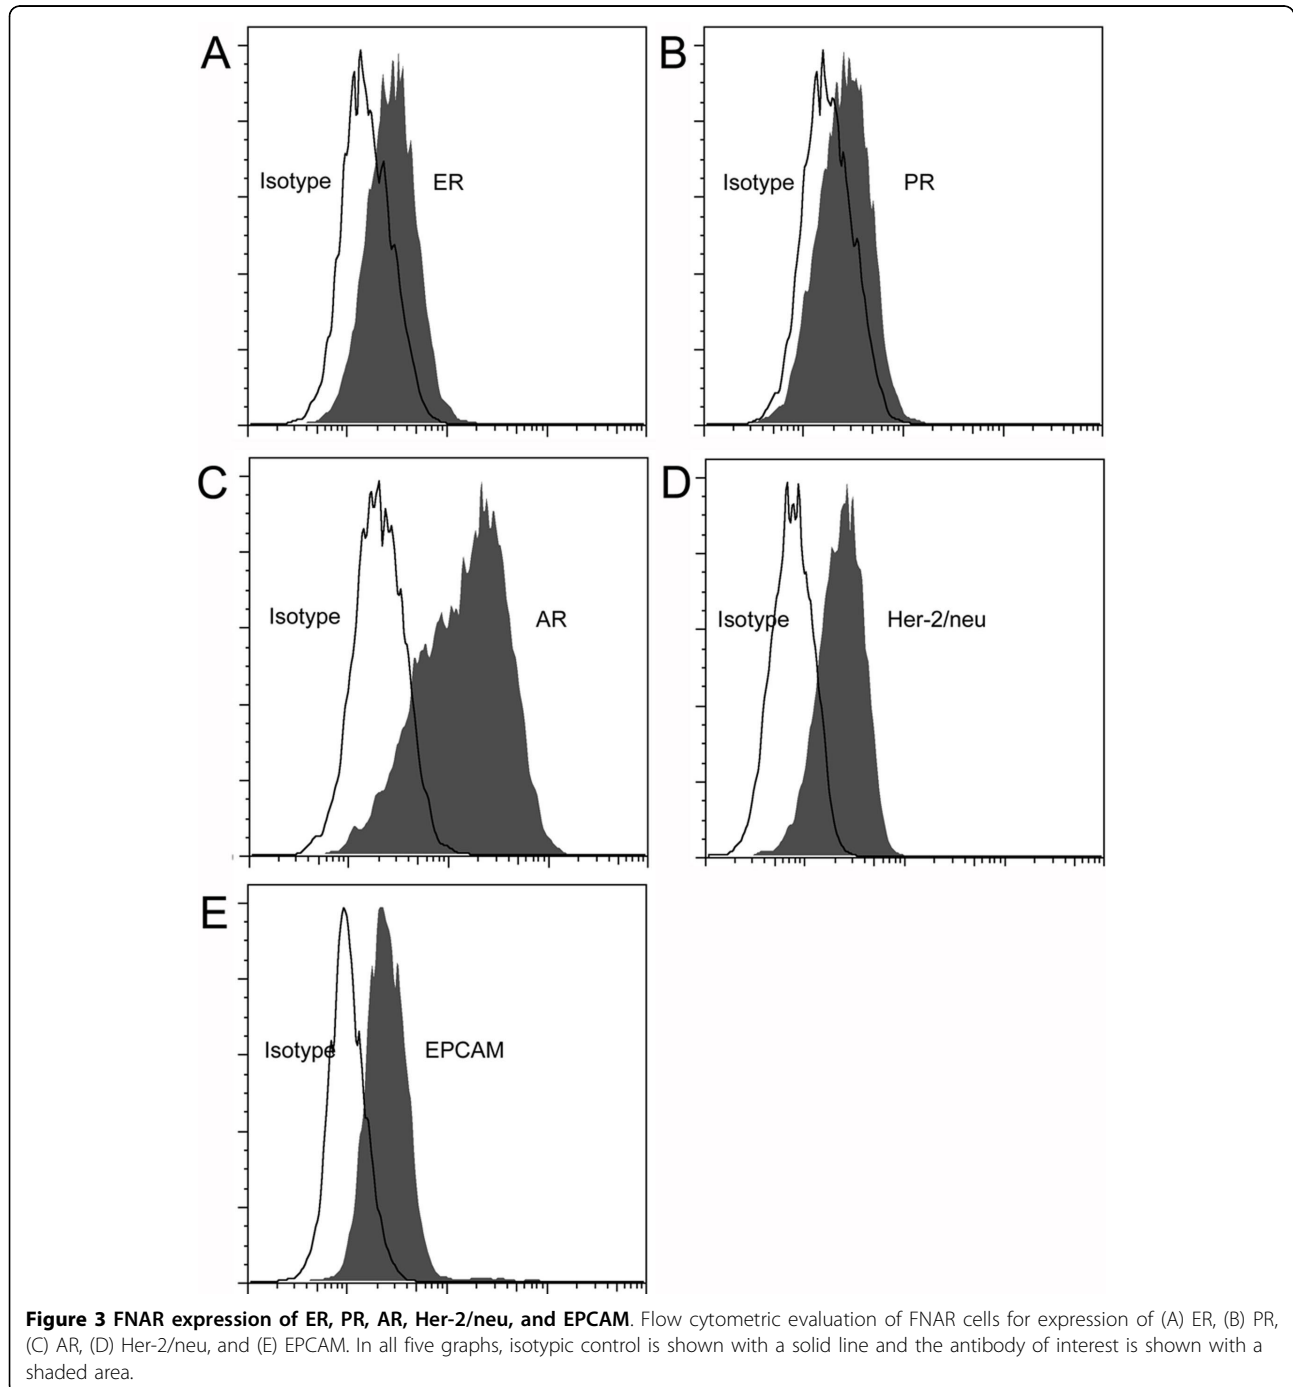 A
Isotype
ER
B
Isotype
PR
C
Isotype
AR
D
Isotype
Her-2/neu
E
Isotype
EPCAM
Figure 3 FNAR expression of ER, PR, AR, Her-2/neu, and EPCAM. Flow cytometric evaluation of FNAR cells for expression of (A) ER, (B) PR,
(C) AR, (D) Her-2/neu, and (E) EPCAM. In all five graphs, isotypic control is shown with a solid line and the antibody of interest is shown with a
shaded area.